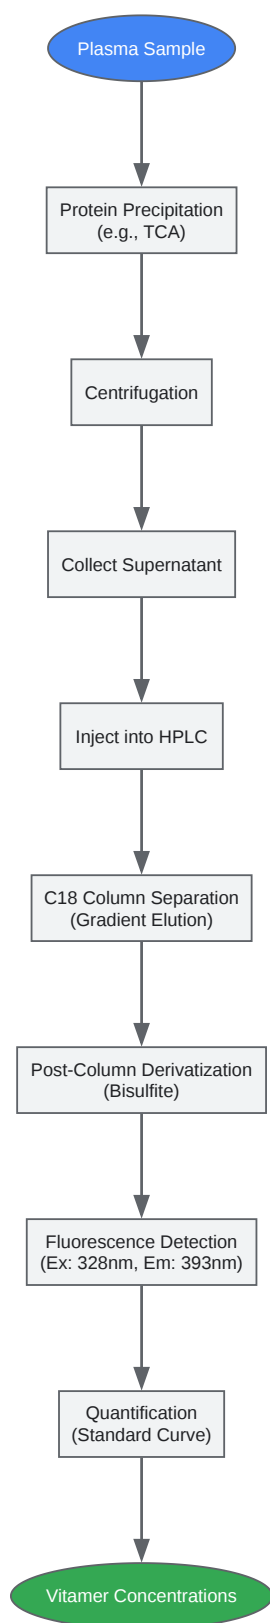 Plasma Sample
Protein Precipitation
(e.g., TCA)
Centrifugation
Collect Supernatant
Inject into HPLC
C18 Column Separation
(Gradient Elution)
Post-Column Derivatization
(Bisulfite)
Fluorescence Detection
(Ex: 328nm, Em: 393nm)
Quantification
(Standard Curve)
Vitamer Concentrations